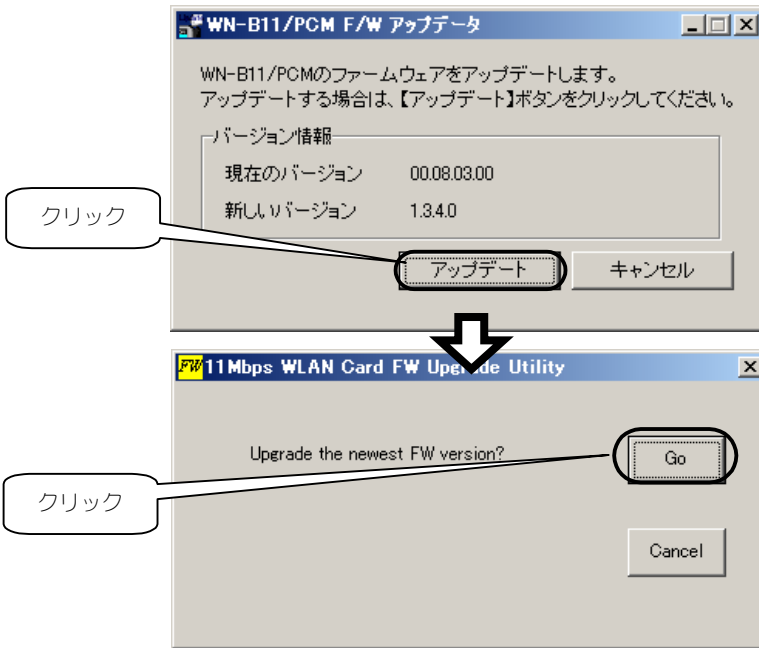 WN-B11/PCM F/W アップデータ
WN-B11/PCMのファームウェアをアップデートします。
アップデートする場合は、【アップデート】ボタンをクリックしてください。
バージョン情報
現在のバージョン 00.08.03.00
新しいバージョン 1.3.4.0
クリック
アップデート キャンセル
FW 11Mbps WLAN Card FW Upgrade Utility
Upgrade the newest FW version?
Go
クリック
Cancel